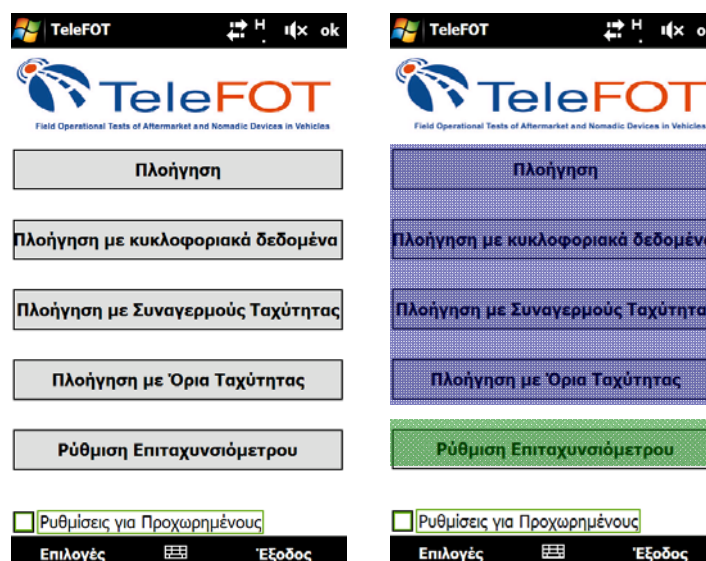 TeleFOT H ok
TeleFOT
Field Operational Tests of Aftermarket and Nomadic Devices in Vehicles
Πλοήγηση
Πλοήγηση με κυκλοφοριακά δεδομένα
Πλοήγηση με Συναγερμούς Ταχύτητας
Πλοήγηση με Όρια Ταχύτητας
Ρύθμιση Επιταχυνσιόμετρου
Ρυθμίσεις για Προχωρημένους
Επιλογές Έξοδος
TeleFOT H o
TeleFOT
Field Operational Tests of Aftermarket and Nomadic Devices in Vehicles
Πλοήγηση
Πλοήγηση με κυκλοφοριακά δεδομένα
Πλοήγηση με Συναγερμούς Ταχύτητα
Πλοήγηση με Όρια Ταχύτητας
Ρύθμιση Επιταχυνσιόμετρου
Ρυθμίσεις για Προχωρημένους
Επιλογές Έξοδος